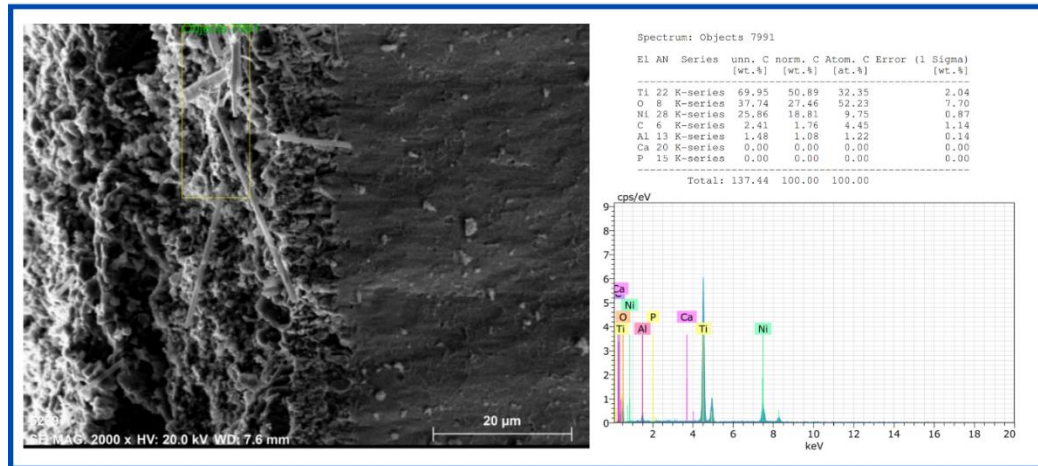 Spectrum: Objects 7991
El AN Series unn. C norm. C Atom. C Error (1 Sigma)
[wt.%] [wt.%] [at.%] [wt.%]
Ti 22 K-series 69.95 50.89 32.35 2.04
O 8 K-series 37.74 27.46 52.23 7.70
Ni 28 K-series 25.86 18.81 9.75 0.87
C 6 K-series 2.41 1.76 4.45 1.14
Al 13 K-series 1.48 1.08 1.22 0.14
Ca 20 K-series 0.00 0.00 0.00 0.00
P 15 K-series 0.00 0.00 0.00 0.00
Total: 137.44 100.00 100.00
20 µm
MAG: 2000 x HV: 20.0 kV WD: 7.6 mm
cps/eV
9
8
7
6
5
4
3
2
1
0
Ca
Ni
O P Ca
Ti Al Ti Ni
2 4 6 8 10 12 14 16 18 20
keV